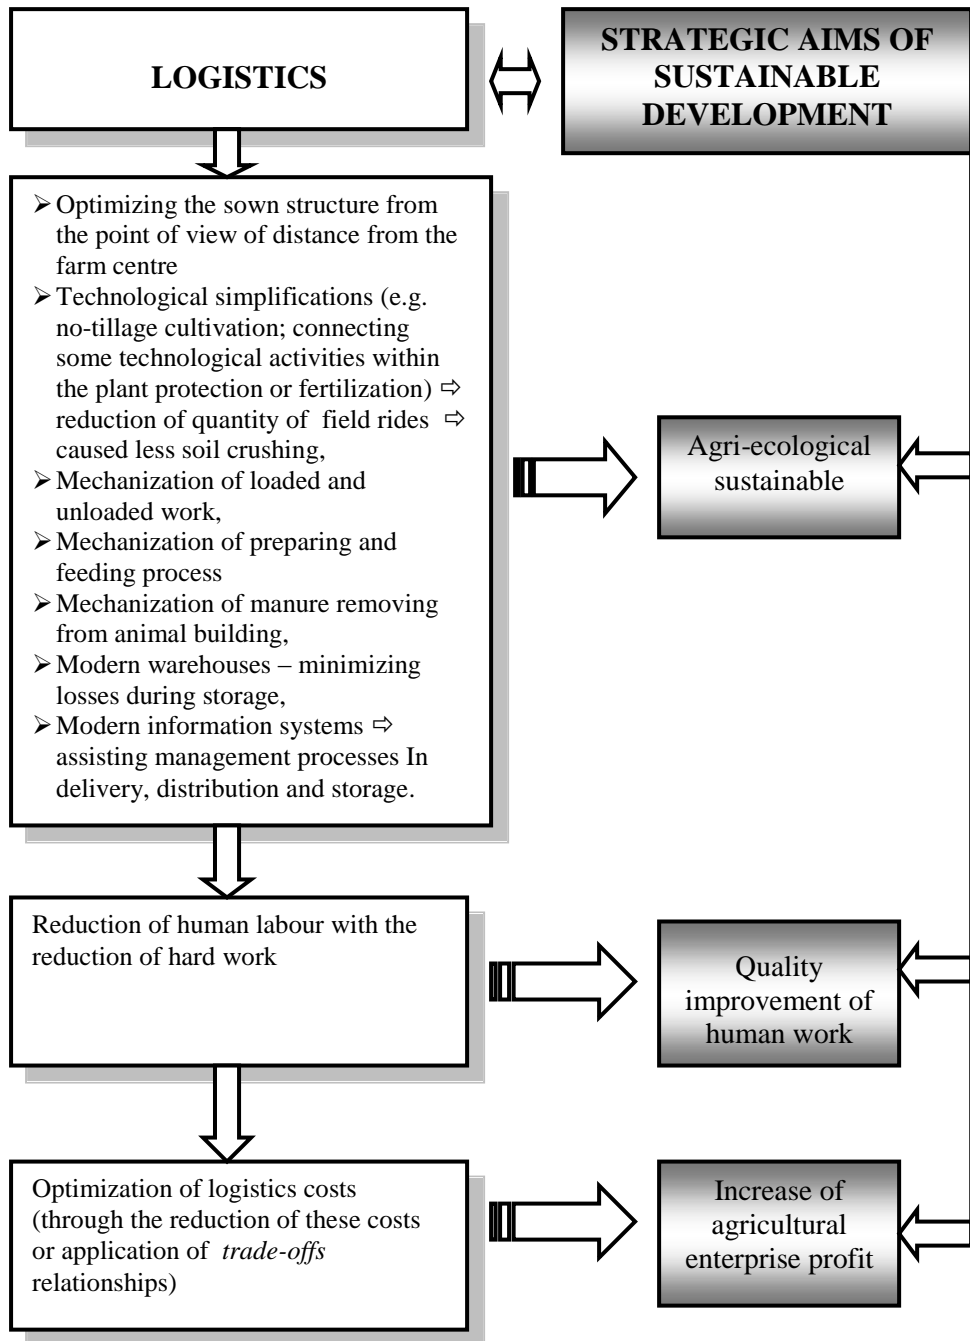 LOGISTICS
STRATEGIC AIMS OF
SUSTAINABLE
DEVELOPMENT
➢ Optimizing the sown structure from
the point of view of distance from the
farm centre
➢ Technological simplifications (e.g.
no-tillage cultivation; connecting
some technological activities within
the plant protection or fertilization) ⇨
reduction of quantity of field rides ⇨
caused less soil crushing,
➢ Mechanization of loaded and
unloaded work,
➢ Mechanization of preparing and
feeding process
➢ Mechanization of manure removing
from animal building,
➢ Modern warehouses – minimizing
losses during storage,
➢ Modern information systems ⇨
assisting management processes In
delivery, distribution and storage.
Agri-ecological
sustainable
Reduction of human labour with the
reduction of hard work
Quality
improvement of
human work
Optimization of logistics costs
(through the reduction of these costs
or application of trade-offs
relationships)
Increase of
agricultural
enterprise profit